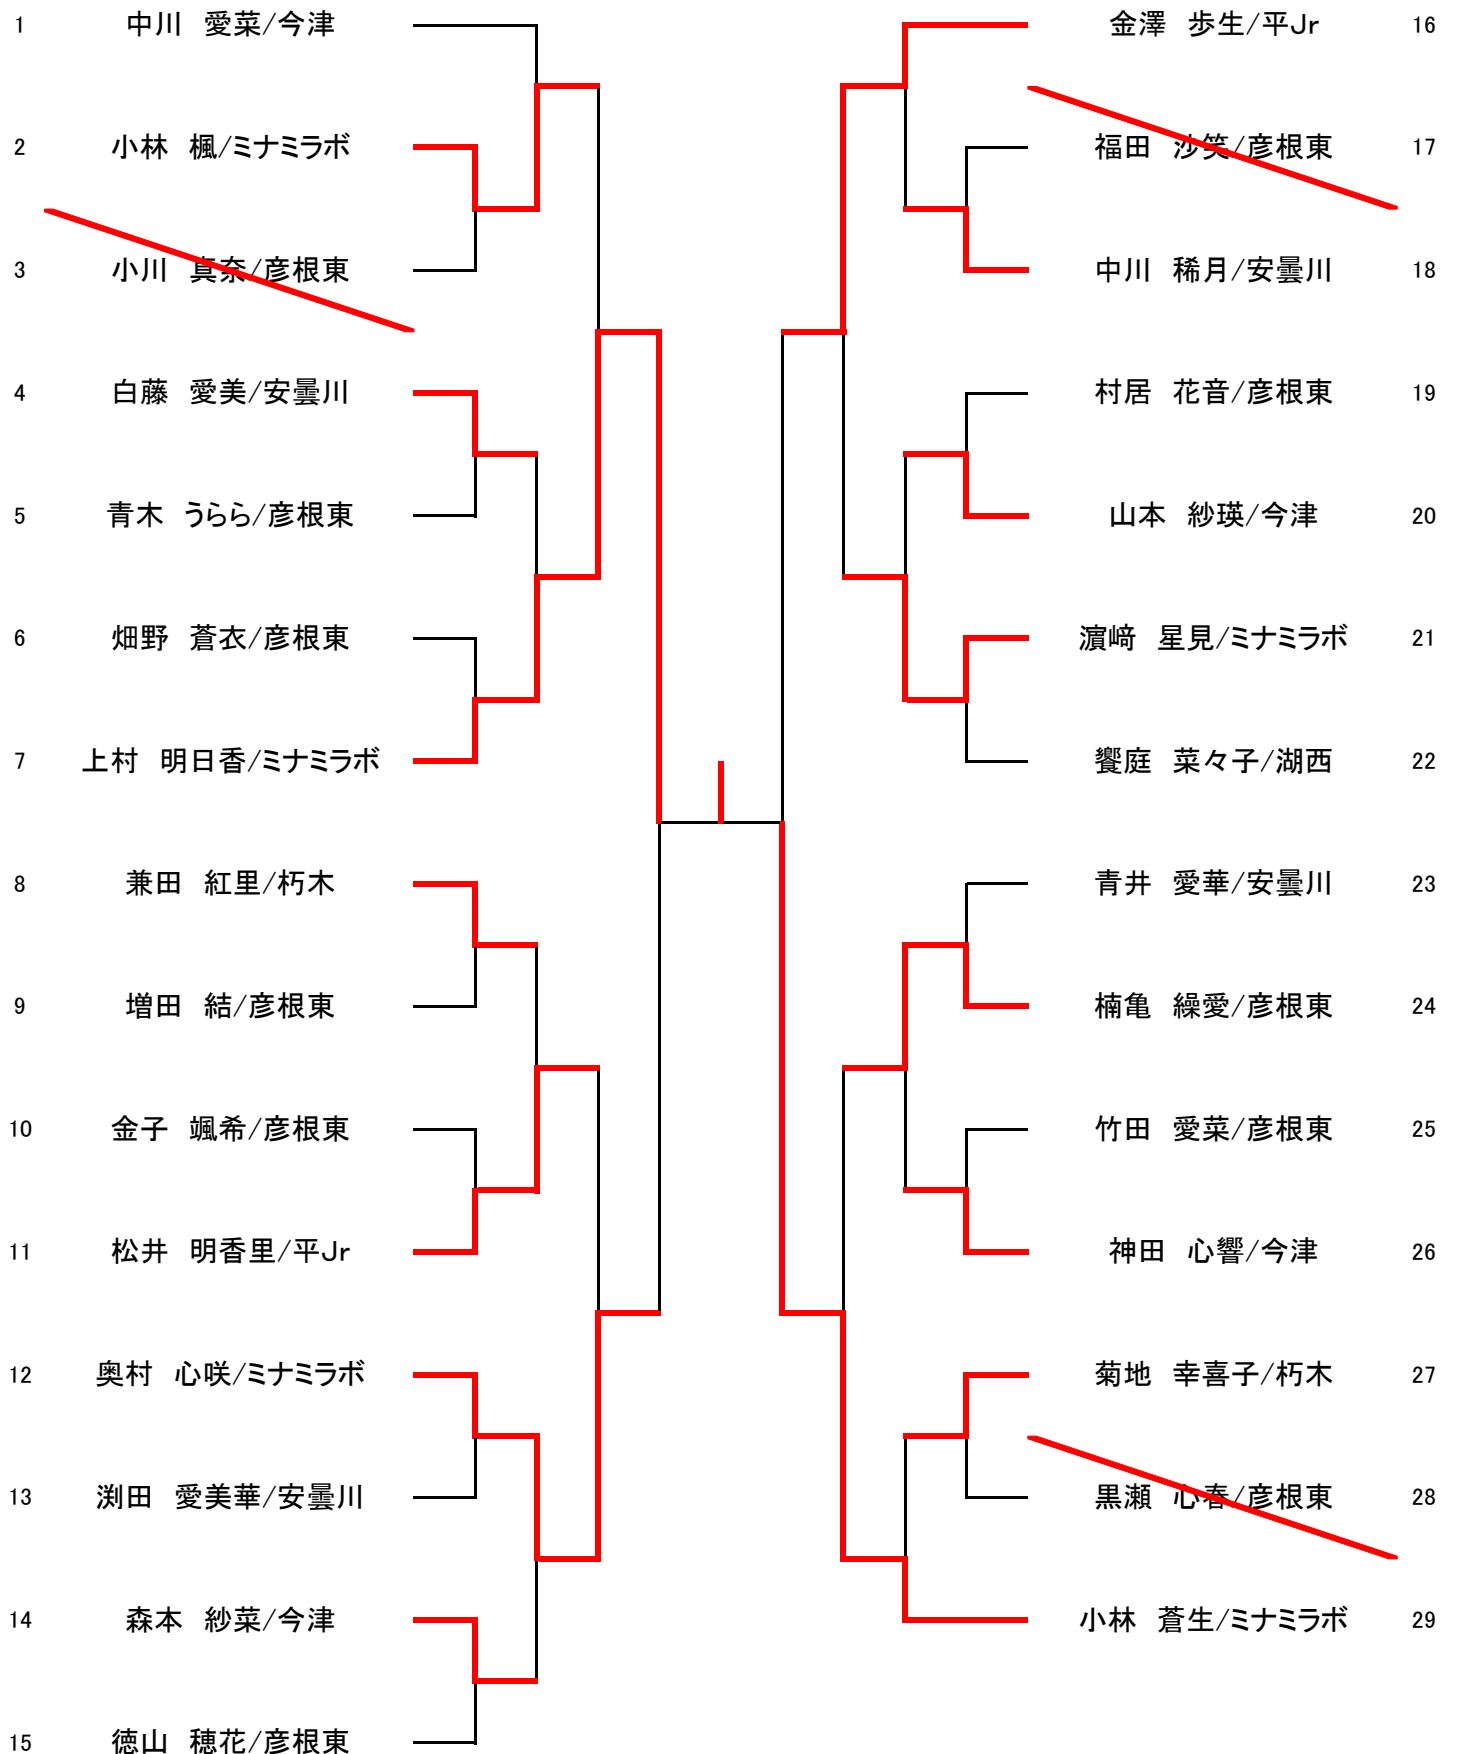 1 中川 愛菜/今津
2 小林 楓/ミナミラボ
3 小川 真奈/彦根東
4 白藤 愛美/安曇川
5 青木 うらら/彦根東
6 畑野 蒼衣/彦根東
7 上村 明日香/ミナミラボ
8 兼田 紅里/朽木
9 増田 結/彦根東
10 金子 颯希/彦根東
11 松井 明香里/平Jr
12 奥村 心咲/ミナミラボ
13 渕田 愛美華/安曇川
14 森本 紗菜/今津
15 徳山 穂花/彦根東
金澤 歩生/平Jr 16
福田 沙笑/彦根東 17
中川 稀月/安曇川 18
村居 花音/彦根東 19
山本 紗瑛/今津 20
濵﨑 星見/ミナミラボ 21
饗庭 菜々子/湖西 22
青井 愛華/安曇川 23
楠亀 繰愛/彦根東 24
竹田 愛菜/彦根東 25
神田 心響/今津 26
菊地 幸喜子/朽木 27
黒瀬 心春/彦根東 28
小林 蒼生/ミナミラボ 29